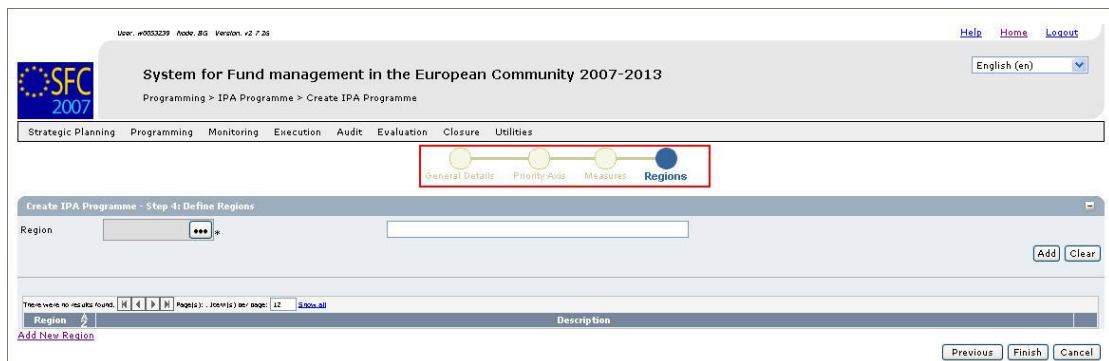 User. w0053239 Node. BG Version. v2 7 26
Help Home Logout
SFC
2007
System for Fund management in the European Community 2007-2013
English (en)
Programming > IPA Programme > Create IPA Programme
Strategic Planning Programming Monitoring Execution Audit Evaluation Closure Utilities
General Details Priority Axis Measures Regions
Create IPA Programme - Step 4: Define Regions
Region ••• *
Add Clear
There were no results found. Page(s): . Item(s) per page: 12 Show all
Region Description
Add New Region
Previous Finish Cancel